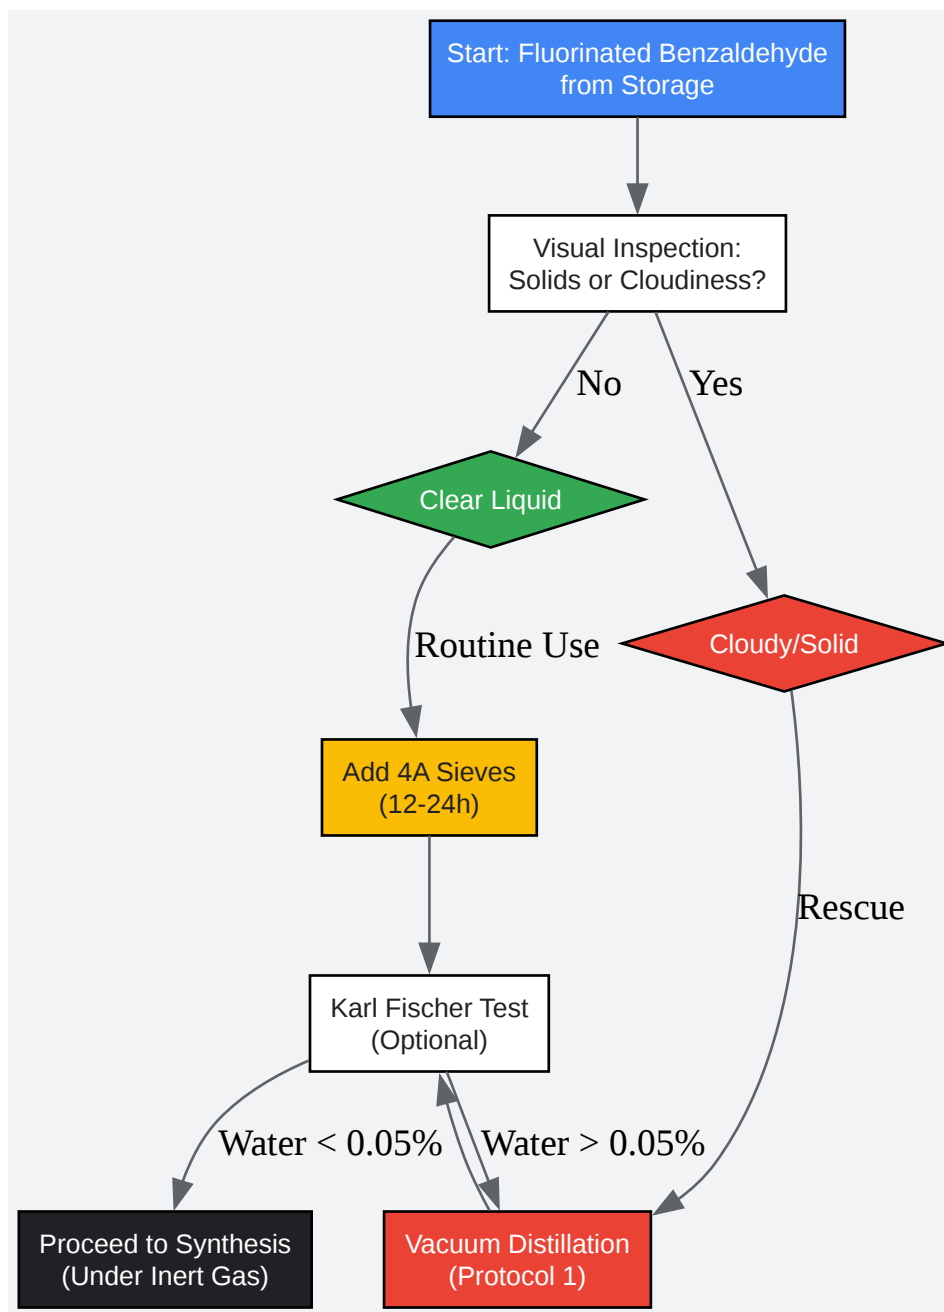 Start: Fluorinated Benzaldehyde
from Storage
Visual Inspection:
Solids or Cloudiness?
No
Yes
Clear Liquid
Routine Use
Cloudy/Solid
Add 4A Sieves
(12-24h)
Rescue
Karl Fischer Test
(Optional)
Water < 0.05%
Water > 0.05%
Proceed to Synthesis
(Under Inert Gas)
Vacuum Distillation
(Protocol 1)